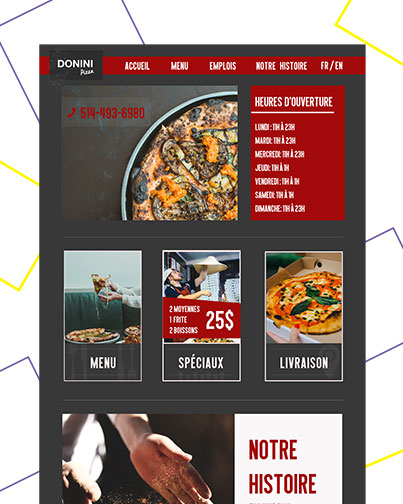 DONINI
Pizza
ACCUEIL MENU EMPLOIS NOTRE HISTOIRE FR/EN
514-493-6980
HEURES D'OUVERTURE
LUNDI : 11H À 23H
MARDI: 11H À 23H
MERCREDI: 11H À 23H
JEUDI: 11H À 1H
VENDREDI : 11H À 1H
SAMEDI: 11H À 1H
DIMANCHE: 11H À 23H
MENU
2 MOYENNES
1 FRITE
2 BOISSONS
25$
SPÉCIAUX
LIVRAISON
NOTRE
HISTOIRE